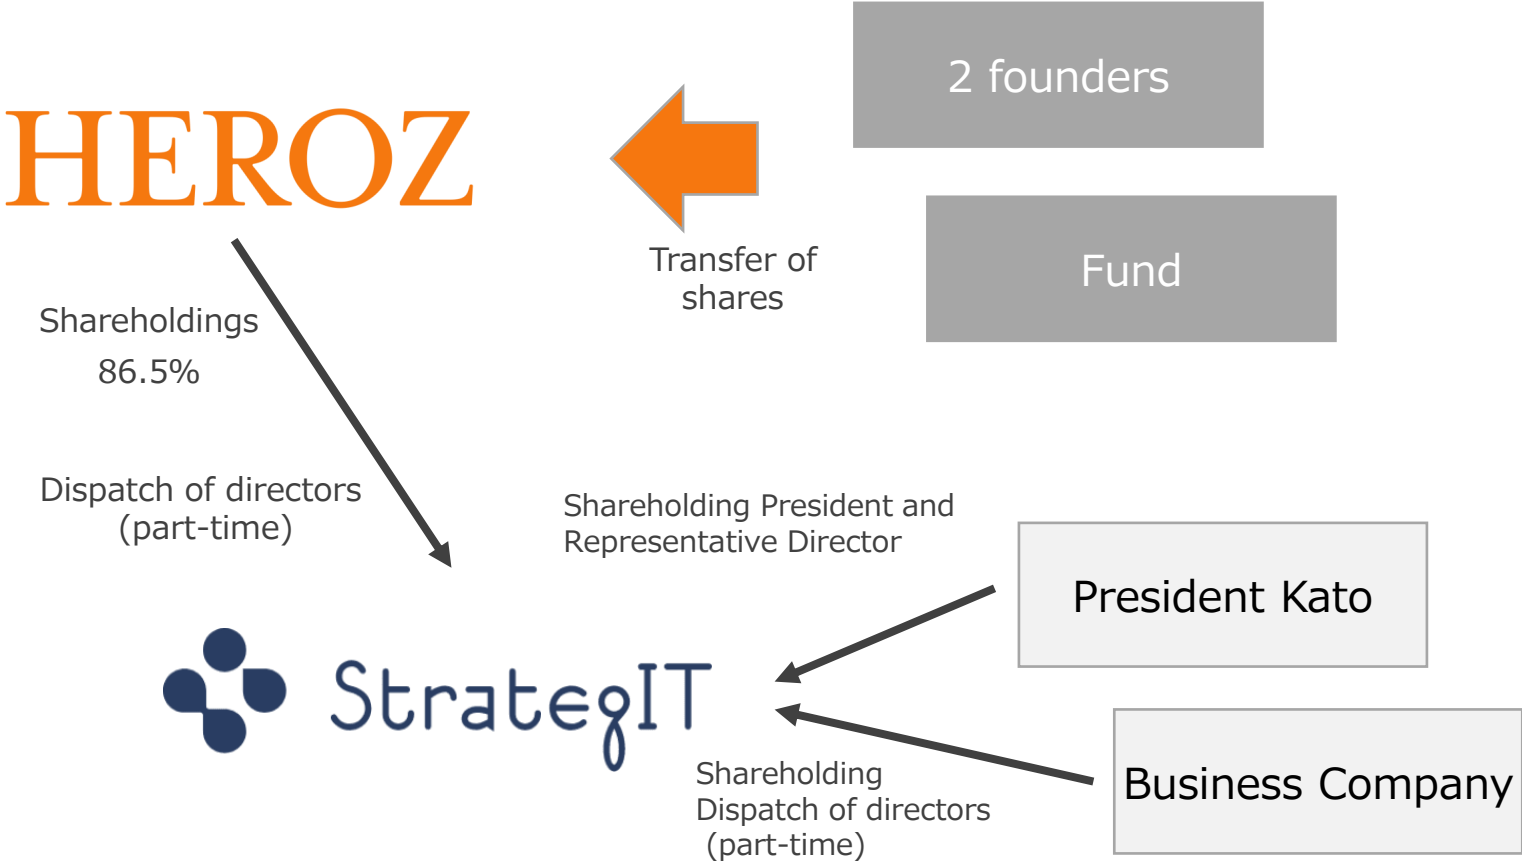 2 founders
HEROZ
Transfer of
shares
Fund
Shareholdings
86.5%
Dispatch of directors
(part-time)
Shareholding President and
Representative Director
President Kato
StrategIT
Business Company
Shareholding
Dispatch of directors
(part-time)